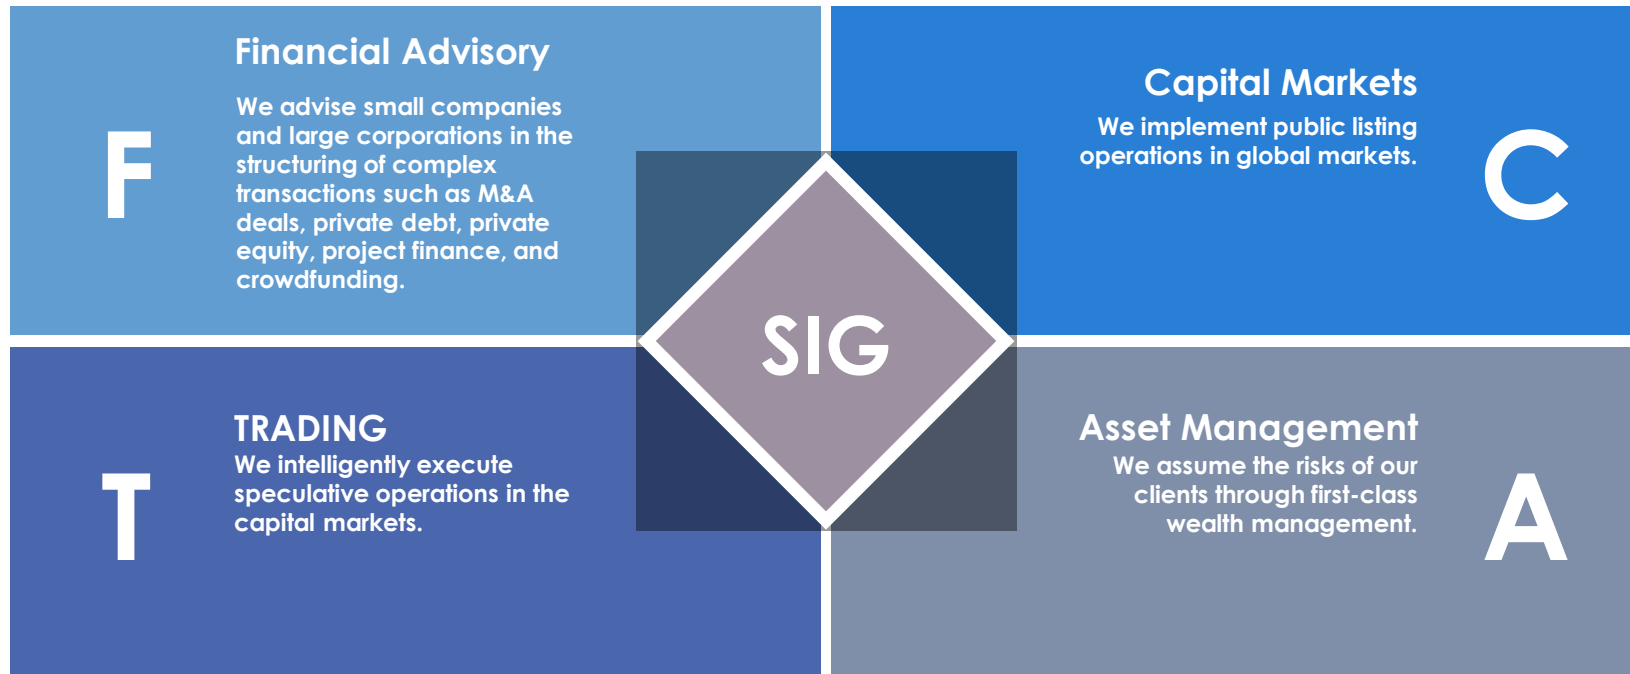 F
Financial Advisory
We advise small companies
and large corporations in the
structuring of complex
transactions such as M&A
deals, private debt, private
equity, project finance, and
crowdfunding.
Capital Markets
We implement public listing
operations in global markets.
C
SIG
T
TRADING
We intelligently execute
speculative operations in the
capital markets.
Asset Management
We assume the risks of our
clients through first-class
wealth management.
A